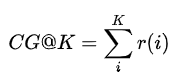 CG@K = \sum_{i}^{K} r(i)